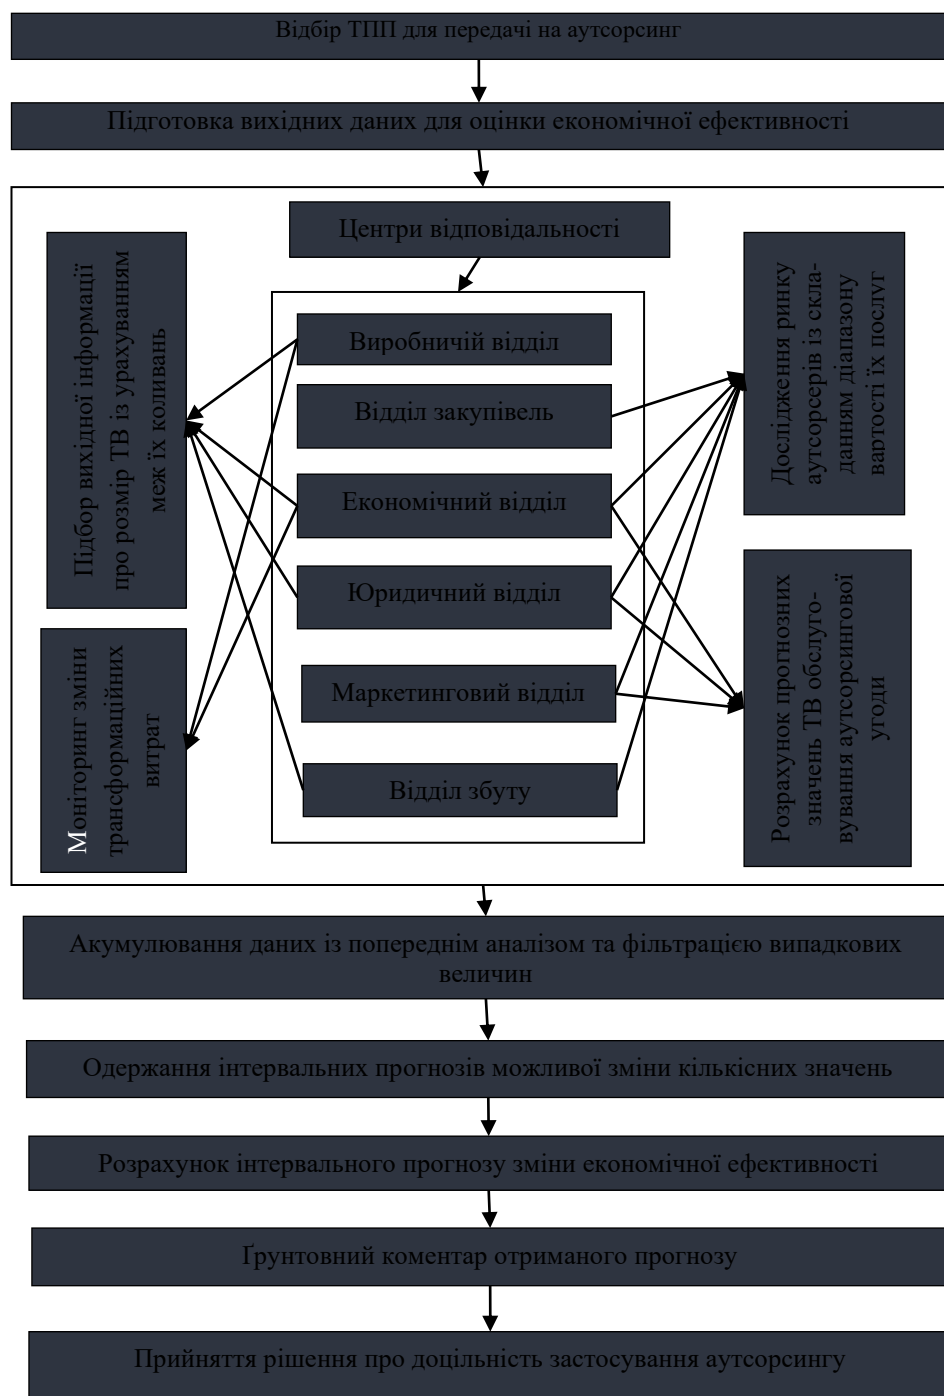 Відбір ТПП для передачі на аутсорсинг
Підготовка вихідних даних для оцінки економічної ефективності
Центри відповідальності
Підбор вихідної інформації
про розмір ТВ із урахуванням
меж їх коливань
Моніторинг зміни
трансформаційних
витрат
Виробничій відділ
Відділ закупівель
Економічний відділ
Юридичний відділ
Маркетинговий відділ
Відділ збуту
Дослідження ринку
аутсорсерів із скла-
данням діапазону
вартості їх послуг
Розрахунок прогнозних
значень ТВ обслуго-
вування аутсорсингової
угоди
Акумулювання даних із попереднім аналізом та фільтрацією випадкових
величин
Одержання інтервальних прогнозів можливої зміни кількісних значень
Розрахунок інтервального прогнозу зміни економічної ефективності
Ґрунтовний коментар отриманого прогнозу
Прийняття рішення про доцільність застосування аутсорсингу